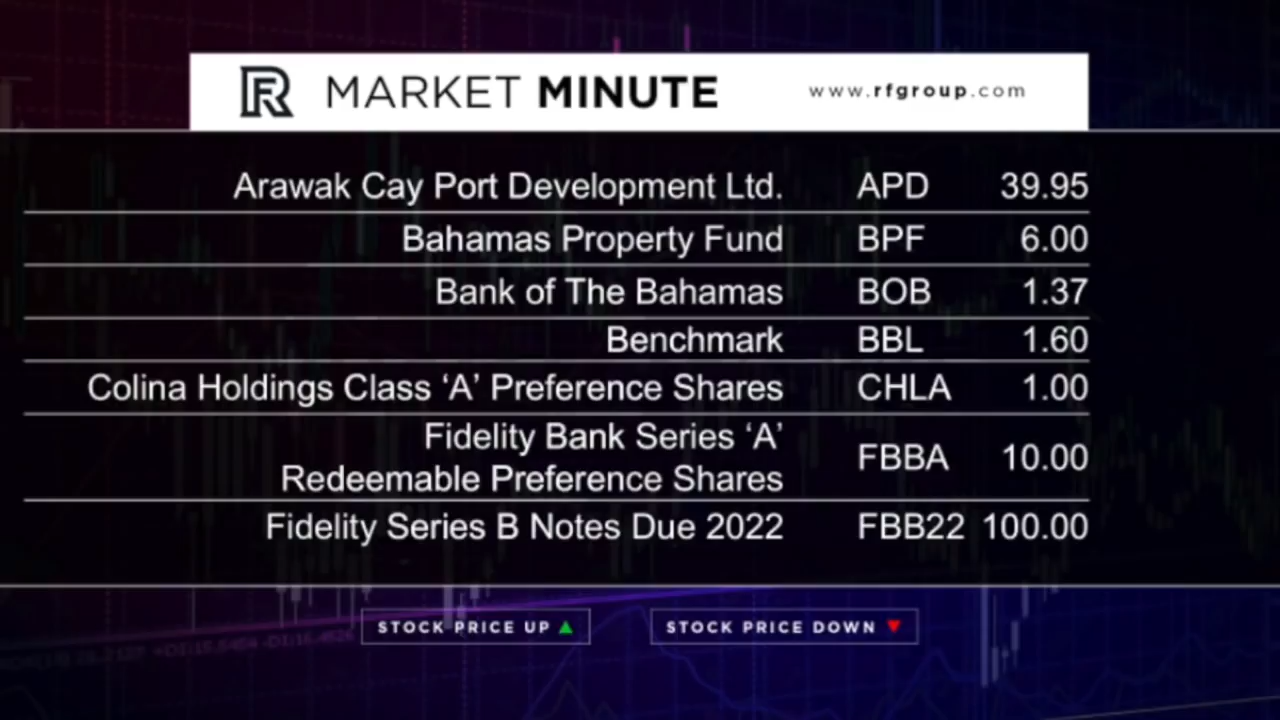 RF MARKET MINUTE www.rfgroup.com
Arawak Cay Port Development Ltd. APD 39.95
Bahamas Property Fund BPF 6.00
Bank of The Bahamas BOB 1.37
Benchmark BBL 1.60
Colina Holdings Class ‘A’ Preference Shares CHLA 1.00
Fidelity Bank Series ‘A’
Redeemable Preference Shares FBBA 10.00
Fidelity Series B Notes Due 2022 FBB22 100.00
STOCK PRICE UP ▲ STOCK PRICE DOWN ▼